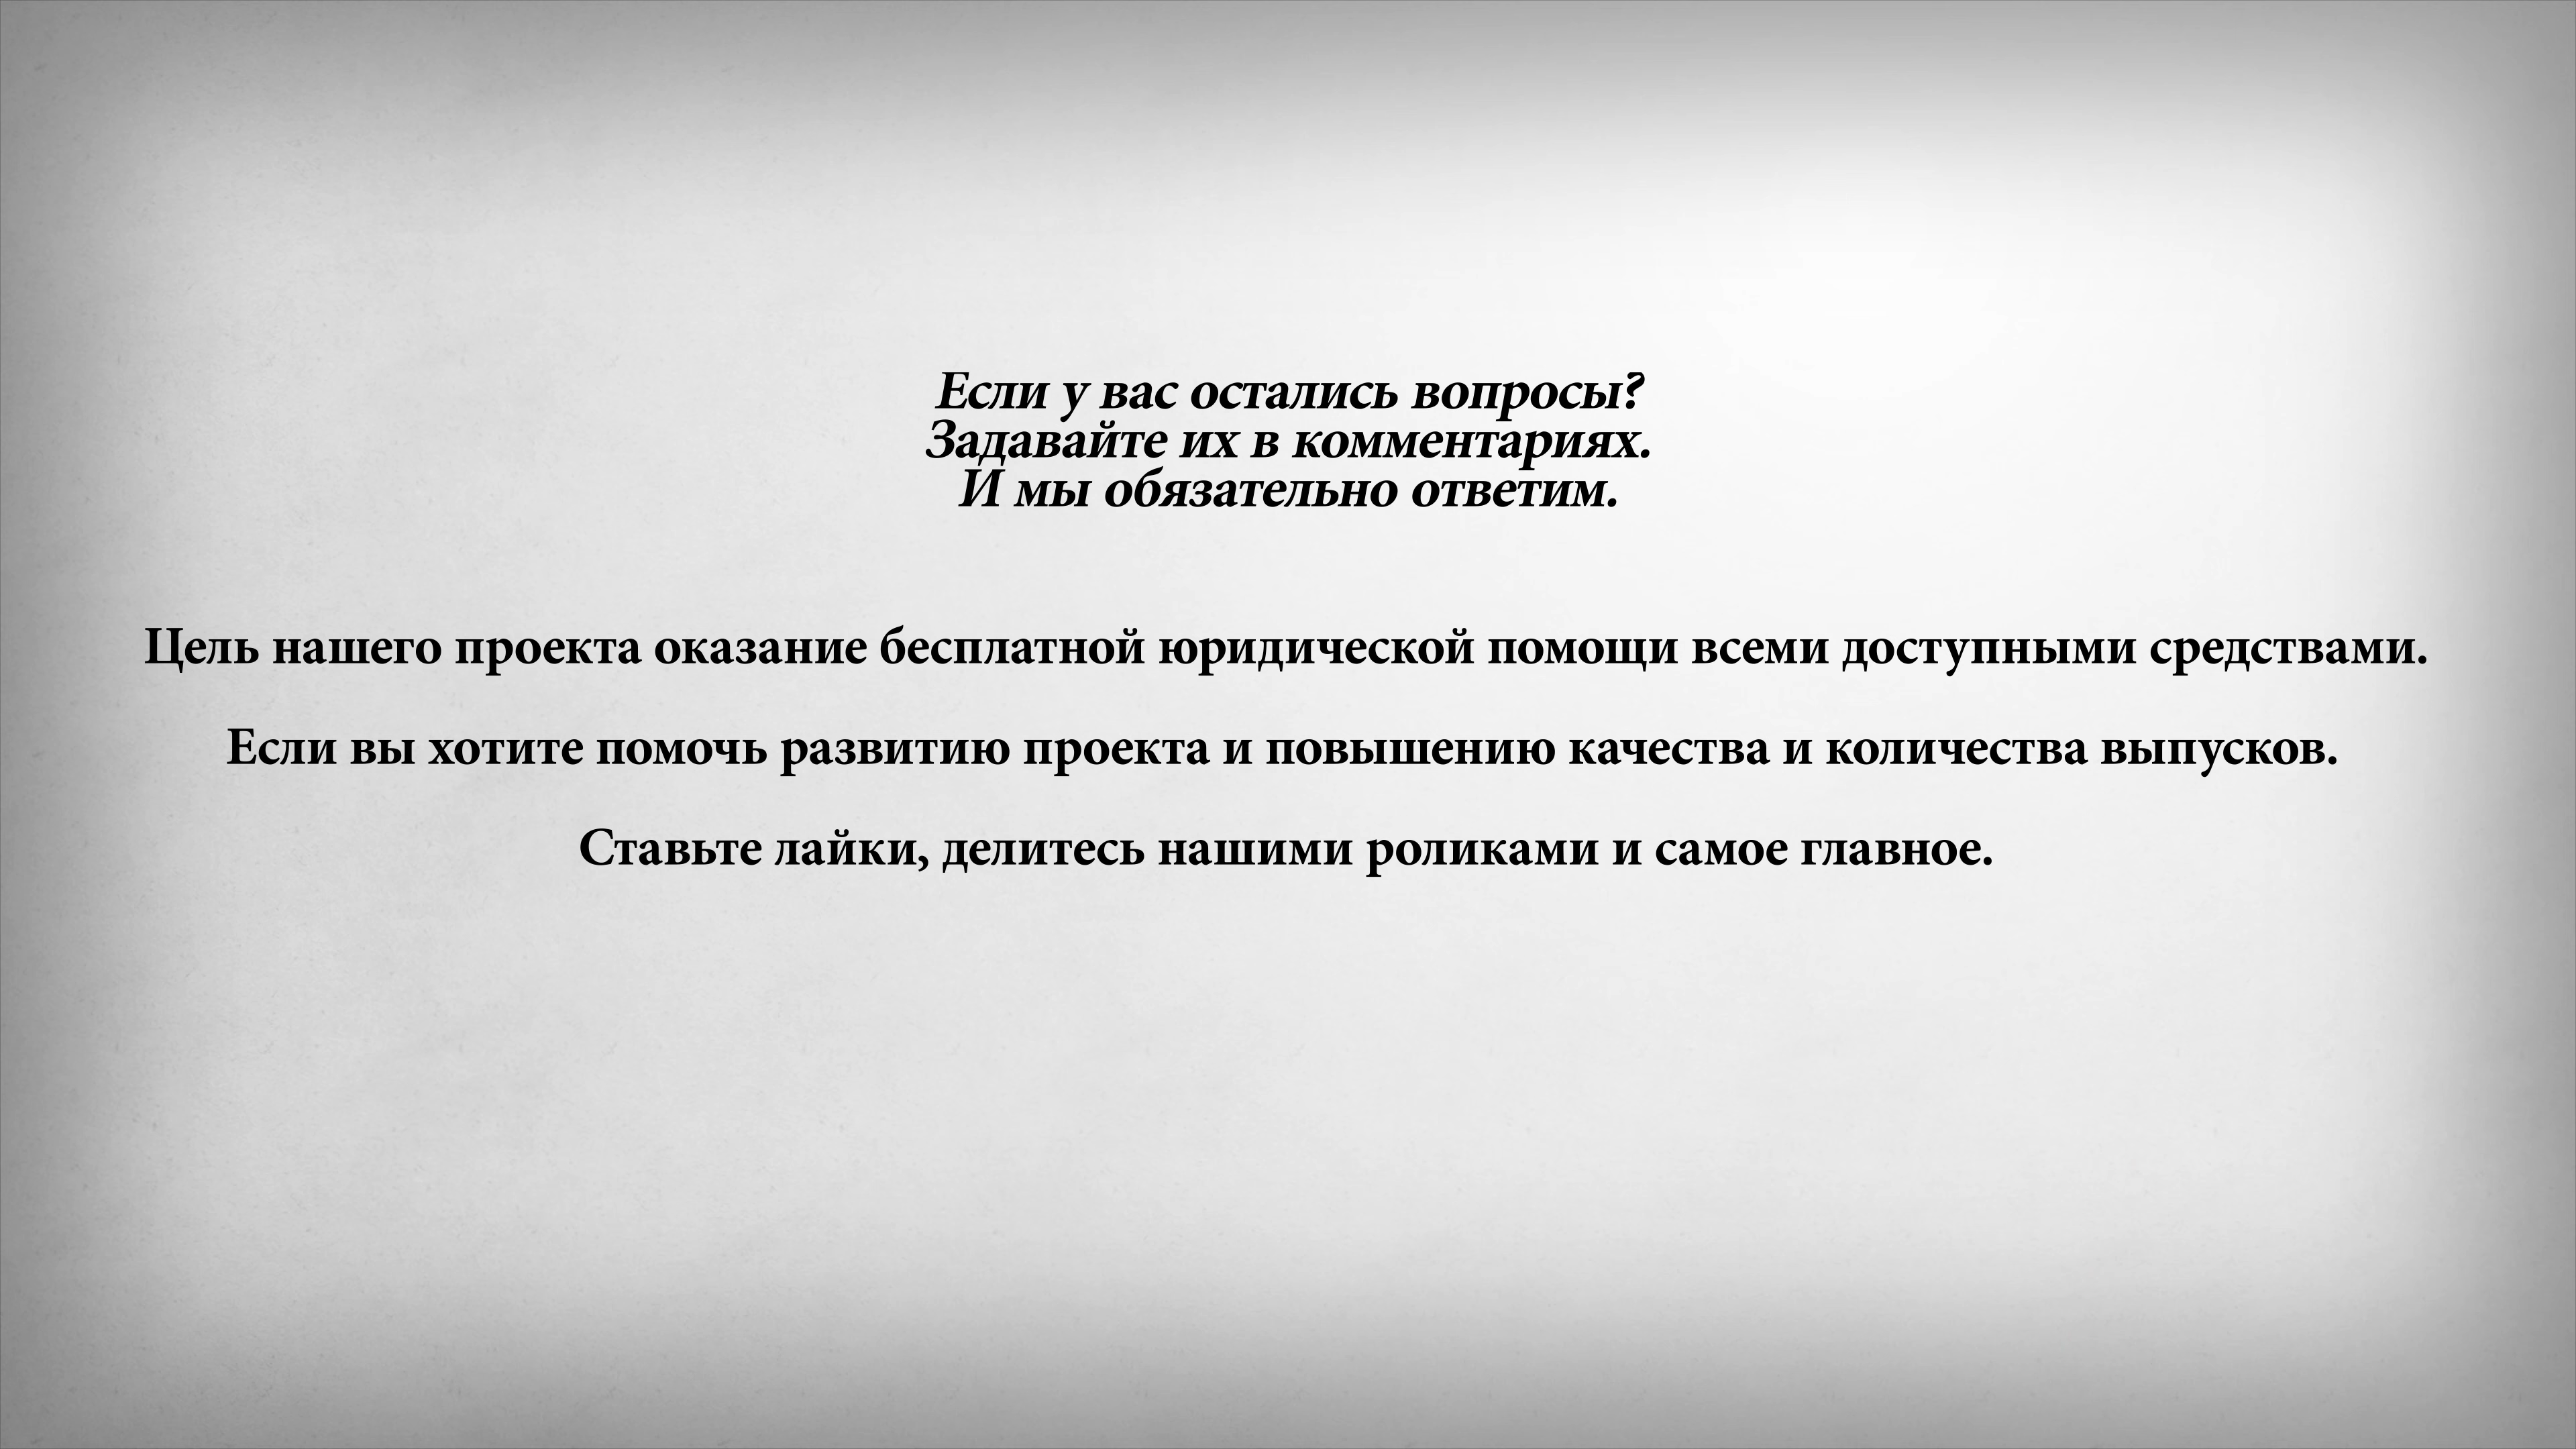 Если у вас остались вопросы?
Задавайте их в комментариях.
И мы обязательно ответим.
Цель нашего проекта оказание бесплатной юридической помощи всеми доступными средствами.
Если вы хотите помочь развитию проекта и повышению качества и количества выпусков.
Ставьте лайки, делитесь нашими роликами и самое главное.